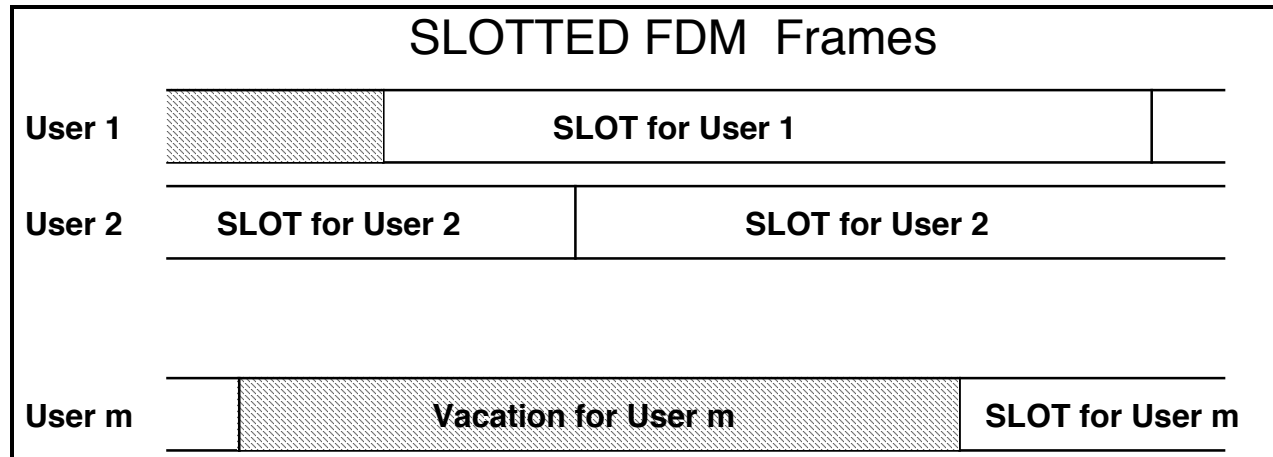 SLOTTED FDM Frames
User 1 SLOT for User 1
User 2 SLOT for User 2 SLOT for User 2
User m Vacation for User m SLOT for User m